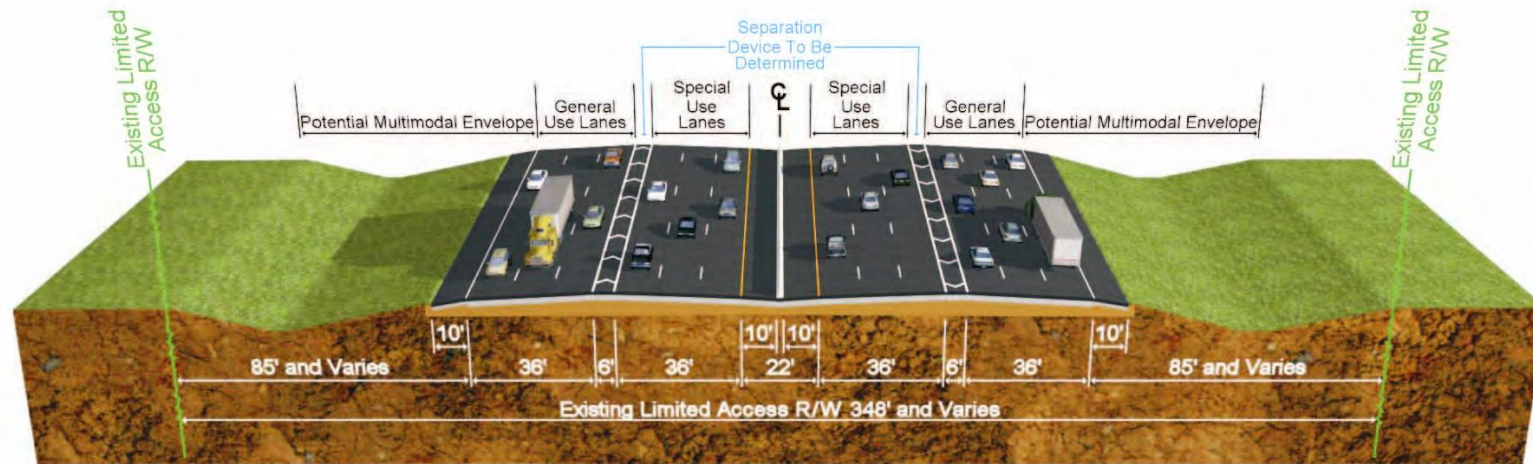 Existing Limited
Access R/W
Separation
Device To Be
Determined
Existing Limited
Access R/W
Potential Multimodal Envelope
General
Use Lanes
Special
Use
Lanes
CL
Special
Use
Lanes
General
Use Lanes
Potential Multimodal Envelope
10'
10'
10'
10'
85' and Varies
36'
6'
36'
22'
36'
6'
36'
85' and Varies
Existing Limited Access R/W 348' and Varies